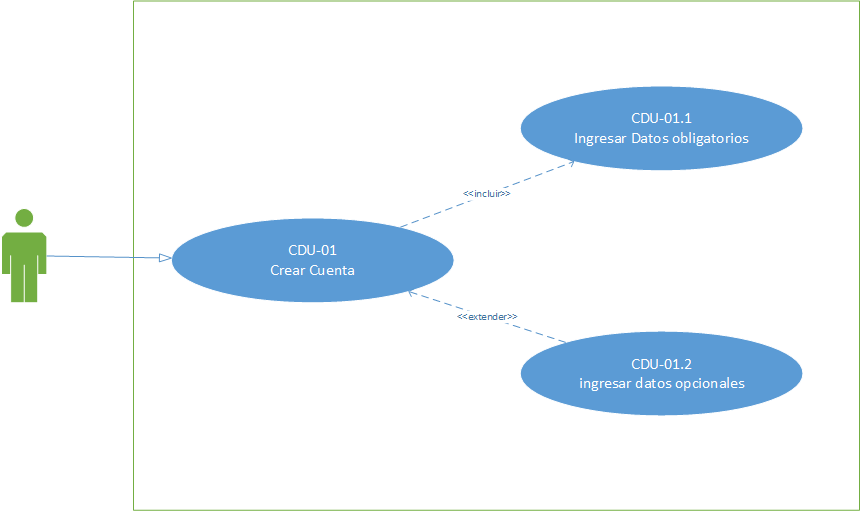 CDU-01.1
Ingresar Datos obligatorios
<<incluir>>
CDU-01
Crear Cuenta
<<extender>>
CDU-01.2
ingresar datos opcionales